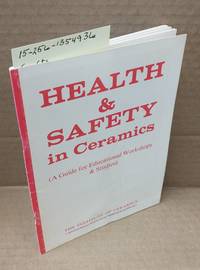 15-256-1354936
HEALTH
&
SAFETY
in Ceramics
(A Guide for Educational Workshops
& Studios)
THE INSTITUTE OF CERAMICS